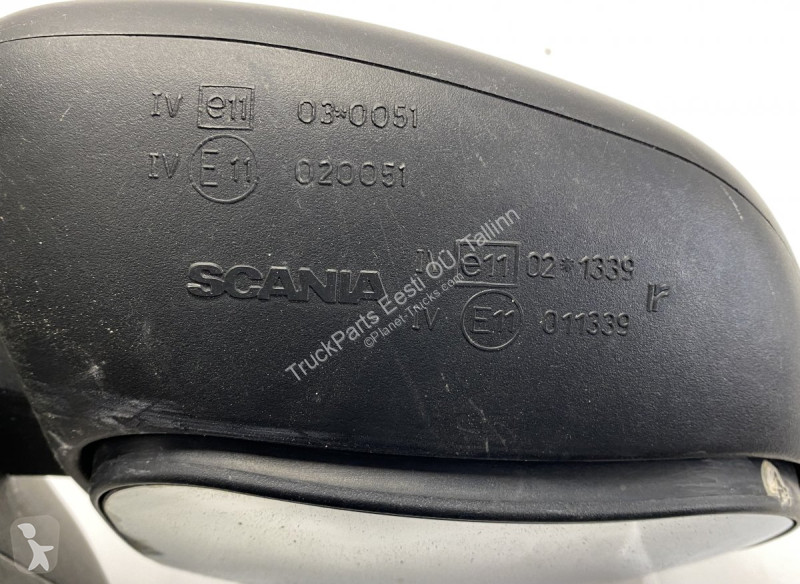 IV e11 03*0051
IV E11 020051
SCANIA
IV e11 02*1339
IV E11 011339
r
TruckParts Eesti OÜ, Tallinn
©Planet-Trucks.com